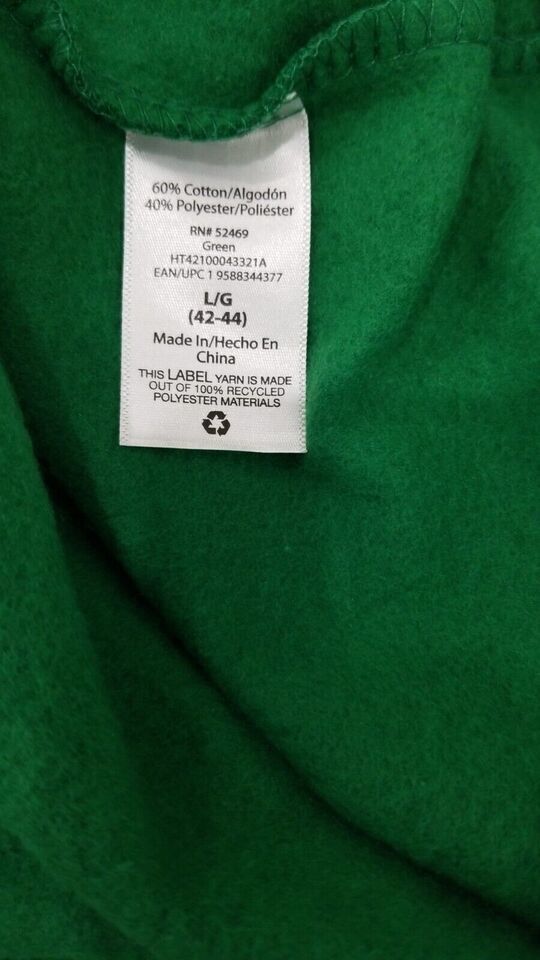 60% Cotton/Algodón
40% Polyester/Poliéster
RN# 52469
Green
HT42100043321A
EAN/UPC 1 9588344377
L/G
(42-44)
Made In/Hecho En
China
THIS LABEL YARN IS MADE
OUT OF 100% RECYCLED
POLYESTER MATERIALS